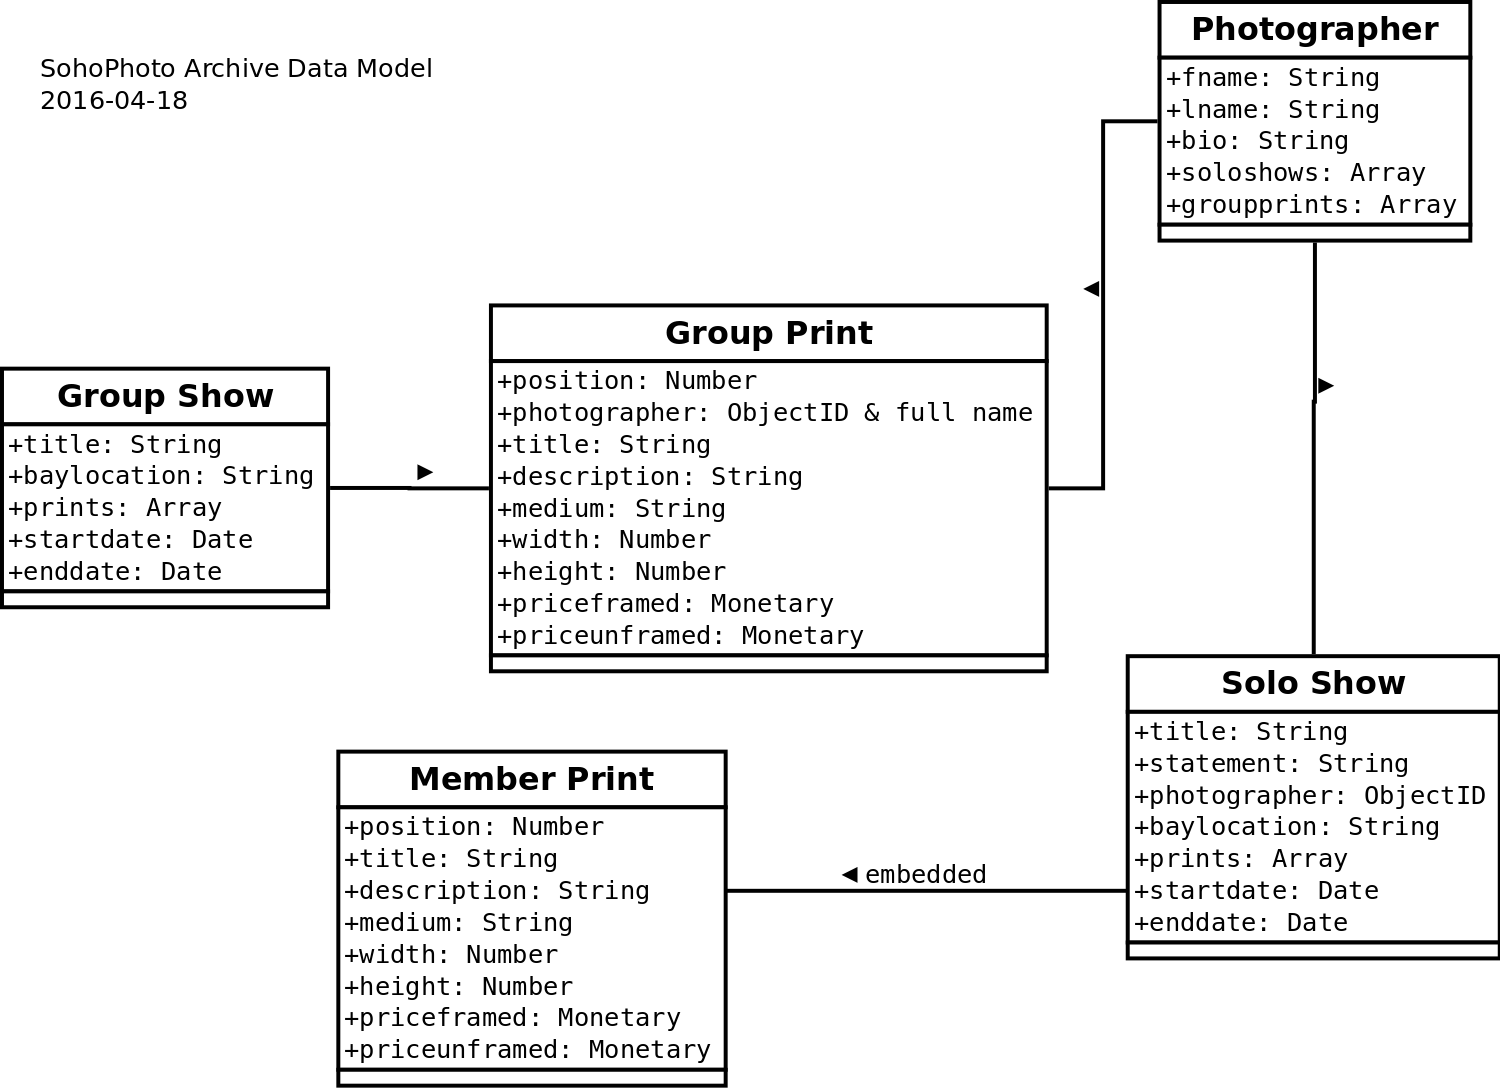 SohoPhoto Archive Data Model
2016-04-18
Photographer
+fname: String
+lname: String
+bio: String
+soloshows: Array
+groupprints: Array
Group Print
+position: Number
+photographer: ObjectID & full name
+title: String
+description: String
+medium: String
+width: Number
+height: Number
+priceframed: Monetary
+priceunframed: Monetary
Group Show
+title: String
+baylocation: String
+prints: Array
+startdate: Date
+enddate: Date
Solo Show
+title: String
+statement: String
+photographer: ObjectID
+baylocation: String
+prints: Array
+startdate: Date
+enddate: Date
embedded
Member Print
+position: Number
+title: String
+description: String
+medium: String
+width: Number
+height: Number
+priceframed: Monetary
+priceunframed: Monetary